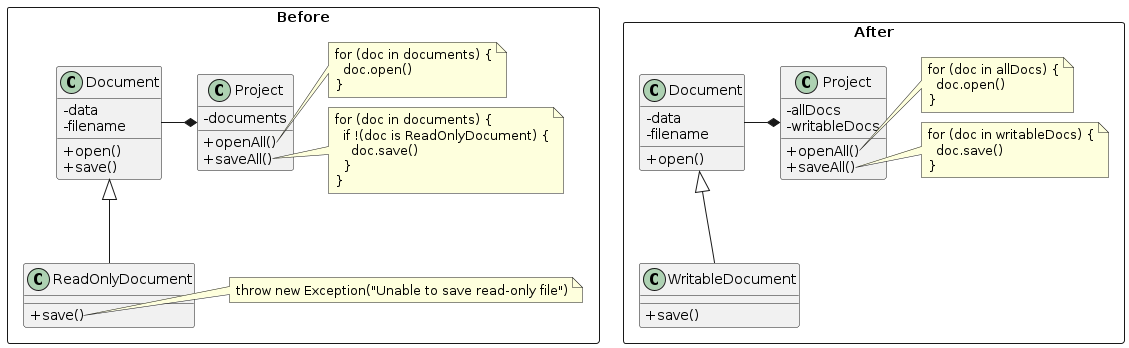 Before
C Document
-data
-filename
+open()
+save()
C Project
-documents
+openAll()
+saveAll()
for (doc in documents) {
  doc.open()
}
for (doc in documents) {
  if !(doc is ReadOnlyDocument) {
    doc.save()
  }
}
C ReadOnlyDocument
+save()
throw new Exception("Unable to save read-only file")
After
C Document
-data
-filename
+open()
C Project
-allDocs
-writableDocs
+openAll()
+saveAll()
for (doc in allDocs) {
  doc.open()
}
for (doc in writableDocs) {
  doc.save()
}
C WritableDocument
+save()